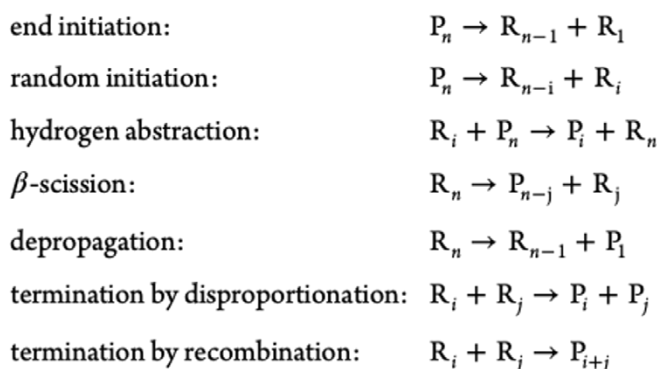 end initiation: Pₙ → Rₙ₋₁ + R₁
random initiation: Pₙ → Rₙ₋ᵢ + Rᵢ
hydrogen abstraction: Rᵢ + Pₙ → Pᵢ + Rₙ
β-scission: Rₙ → Pₙ₋ⱼ + Rⱼ
depropagation: Rₙ → Rₙ₋₁ + P₁
termination by disproportionation: Rᵢ + Rⱼ → Pᵢ + Pⱼ
termination by recombination: Rᵢ + Rⱼ → Pᵢ₊ⱼ